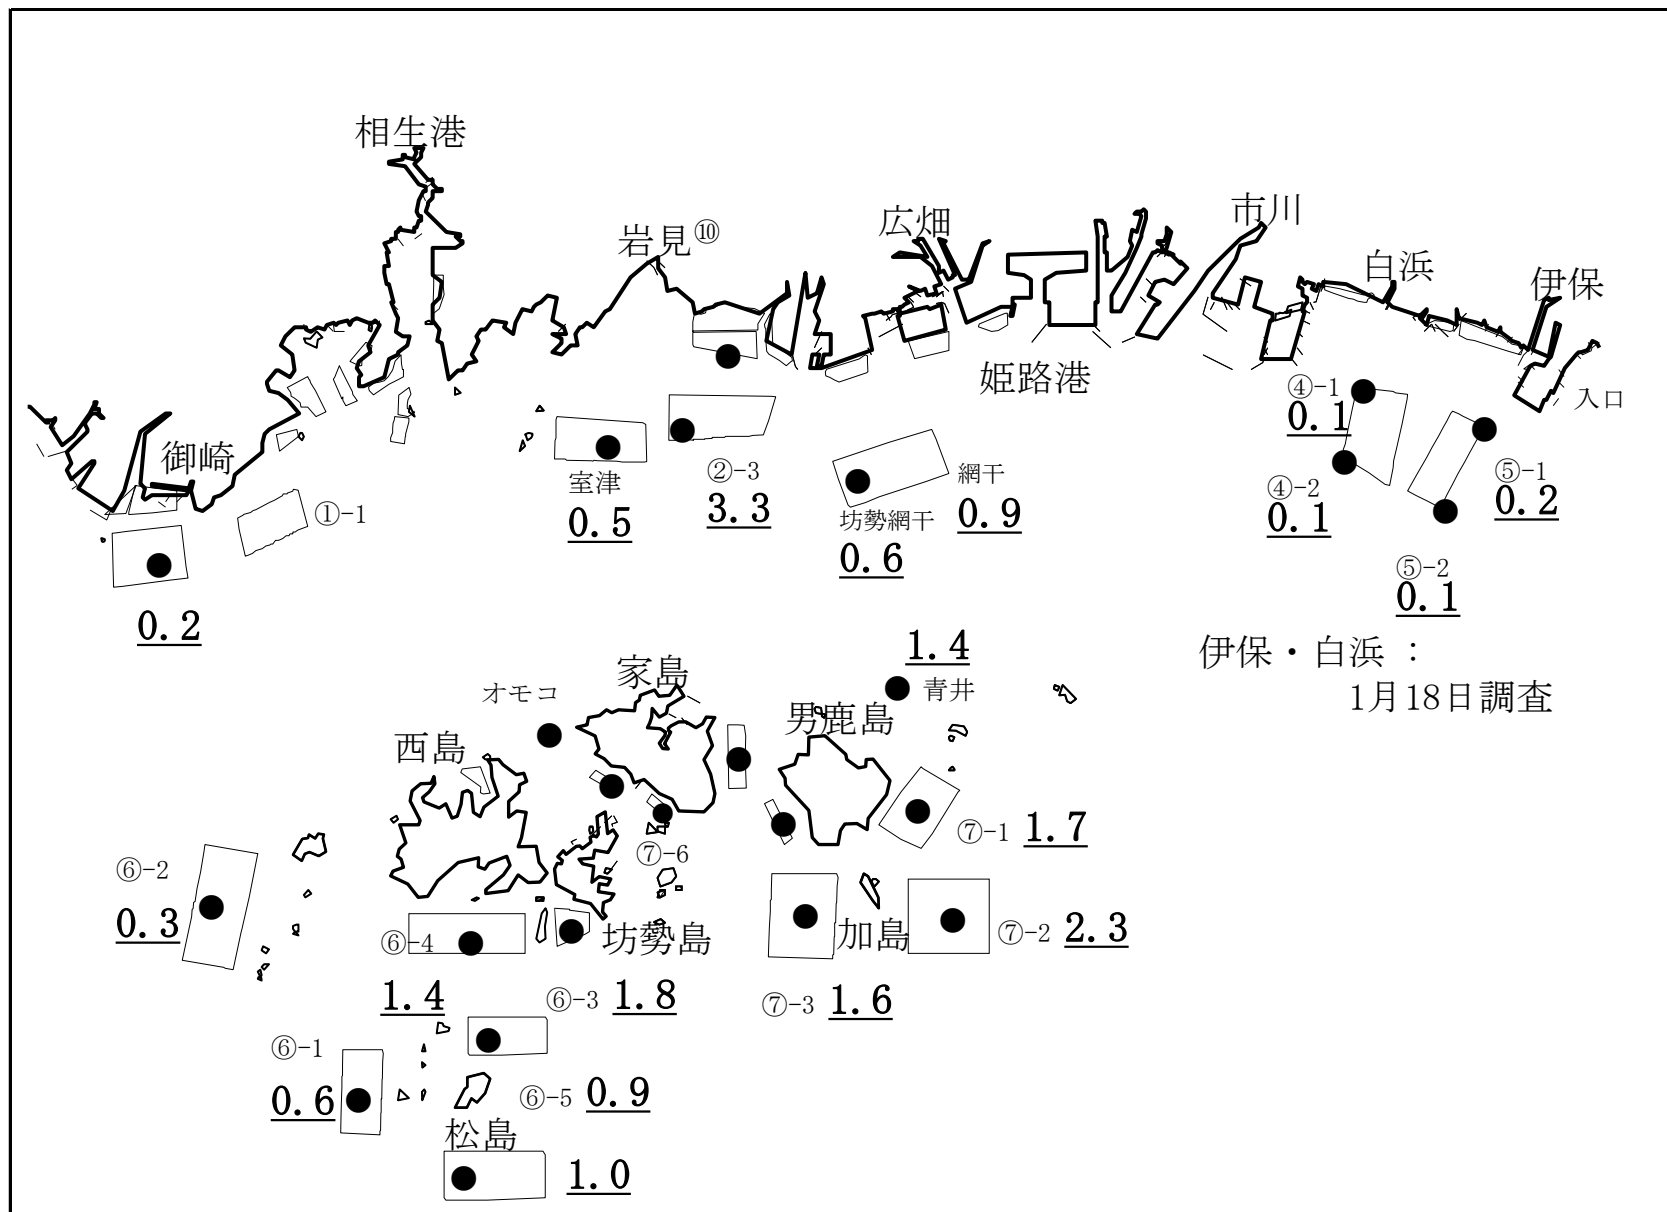 相生港
市川
広畑
岩見⑩
白浜
伊保
姫路港
④-1
0.1
入口
御崎
②-3
3.3
室津
0.5
網干
0.9
④-2
0.1
⑤-1
0.2
①-1
坊勢網干
0.6
⑤-2
0.1
0.2
1.4
青井
伊保・白浜：
1月18日調査
家島
オモコ
男鹿島
西島
⑦-1 1.7
⑦-6
⑥-2
0.3
⑥-4
1.4
坊勢島
加島
⑦-2 2.3
⑥-3 1.8
⑦-3 1.6
⑥-1
0.6
⑥-5 0.9
松島
1.0